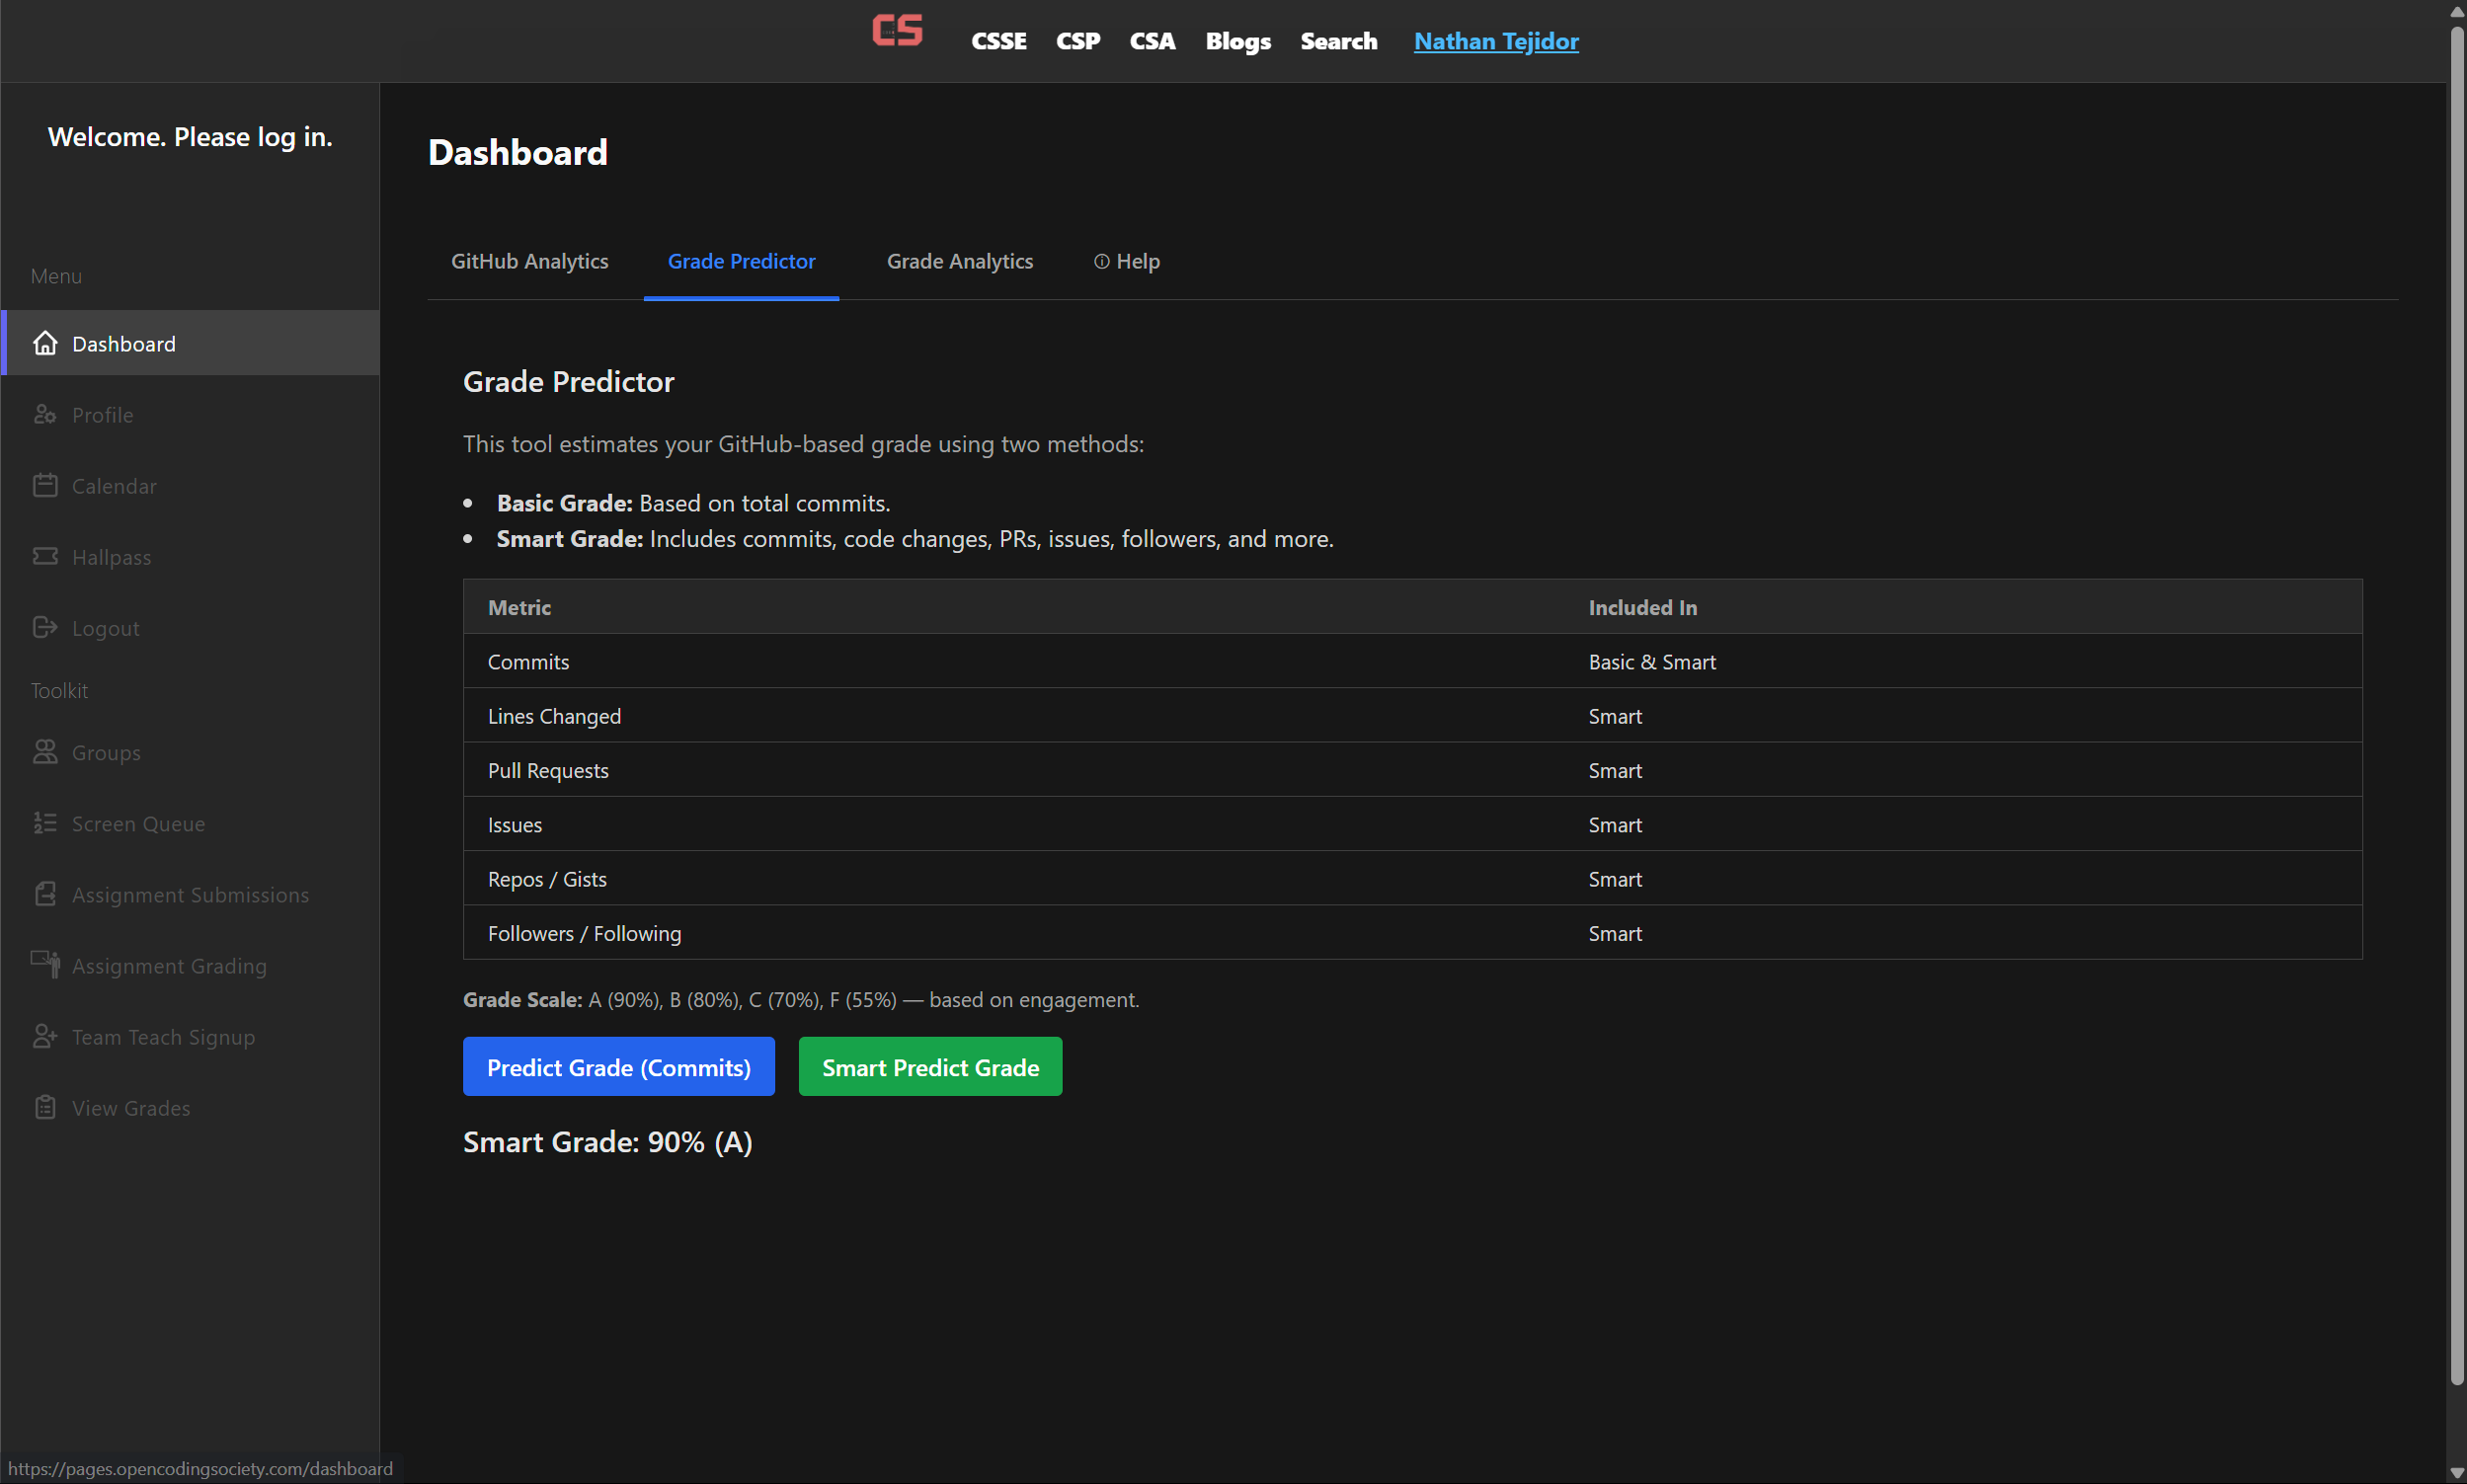 CS
CSSE CSP CSA Blogs Search Nathan Tejidor
Welcome. Please log in.
Menu
Dashboard
Profile
Calendar
Hallpass
Logout
Toolkit
Groups
Screen Queue
Assignment Submissions
Assignment Grading
Team Teach Signup
View Grades
Dashboard
GitHub Analytics Grade Predictor Grade Analytics Help
Grade Predictor
This tool estimates your GitHub-based grade using two methods:
• Basic Grade: Based on total commits.
• Smart Grade: Includes commits, code changes, PRs, issues, followers, and more.
Metric Included In
Commits Basic & Smart
Lines Changed Smart
Pull Requests Smart
Issues Smart
Repos / Gists Smart
Followers / Following Smart
Grade Scale: A (90%), B (80%), C (70%), F (55%) — based on engagement.
Predict Grade (Commits) Smart Predict Grade
Smart Grade: 90% (A)
https://pages.opencodingsociety.com/dashboard